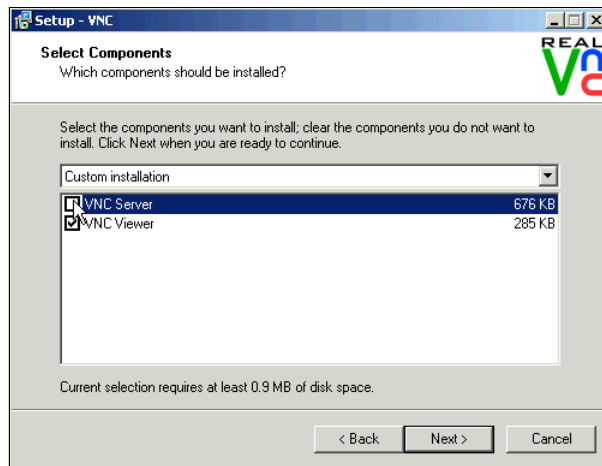 Setup - VNC
Select Components
Which components should be installed?
REAL
Vnc
Select the components you want to install; clear the components you do not want to
install. Click Next when you are ready to continue.
Custom installation
VNC Server 676 KB
VNC Viewer 285 KB
Current selection requires at least 0.9 MB of disk space.
< Back Next > Cancel